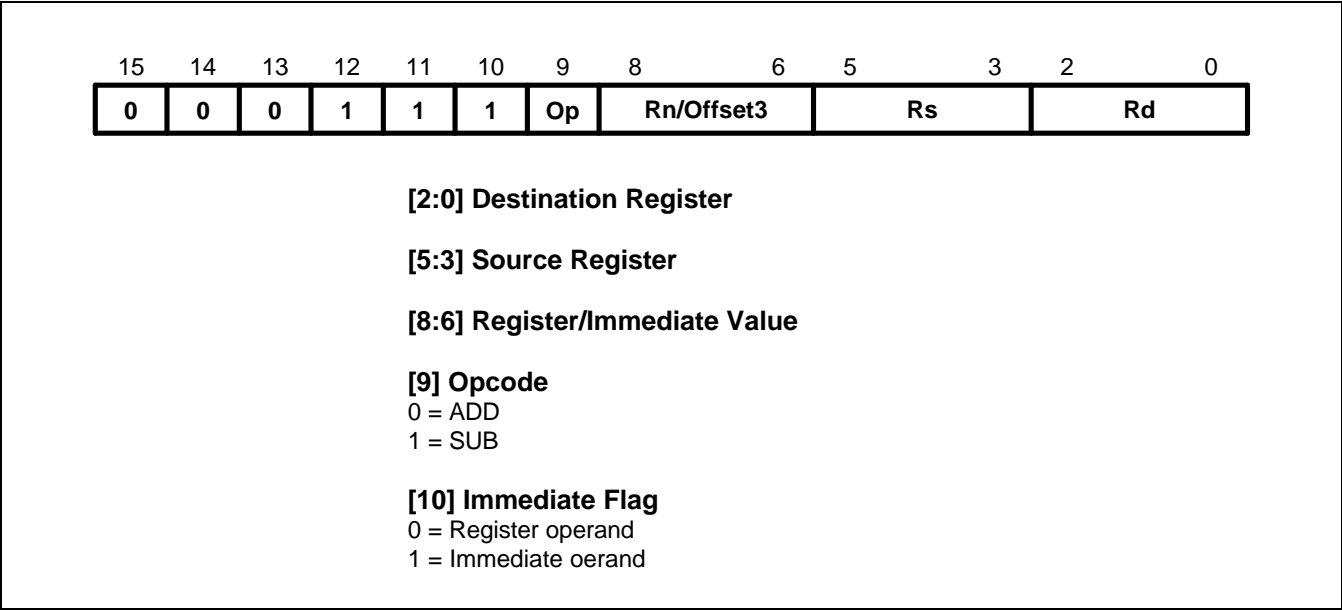 15 14 13 12 11 10 9 8 6 5 3 2 0
0 0 0 1 1 1 Op Rn/Offset3 Rs Rd
[2:0] Destination Register
[5:3] Source Register
[8:6] Register/Immediate Value
[9] Opcode
0 = ADD
1 = SUB
[10] Immediate Flag
0 = Register operand
1 = Immediate oerand